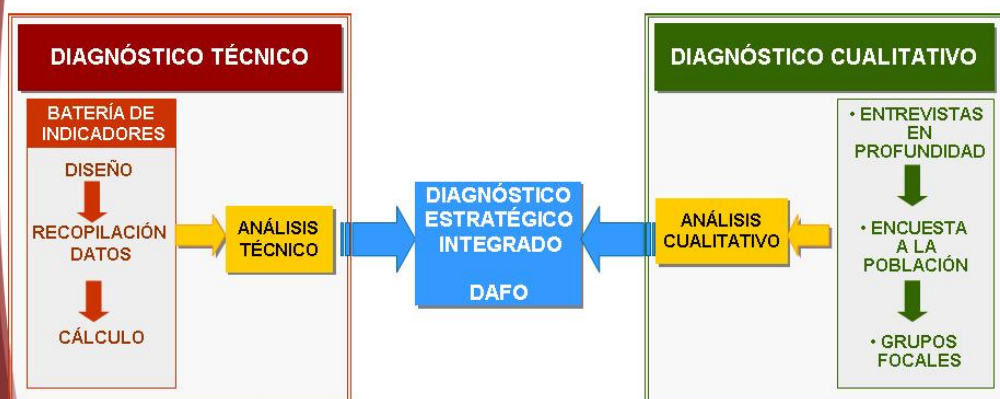 DIAGNÓSTICO TÉCNICO
BATERÍA DE
INDICADORES
DISEÑO
RECOPILACIÓN
DATOS
CÁLCULO
ANÁLISIS
TÉCNICO
DIAGNÓSTICO
ESTRATÉGICO
INTEGRADO
DAFO
DIAGNÓSTICO CUALITATIVO
ANÁLISIS
CUALITATIVO
• ENTREVISTAS
EN
PROFUNDIDAD
• ENCUESTA
A LA
POBLACIÓN
• GRUPOS
FOCALES